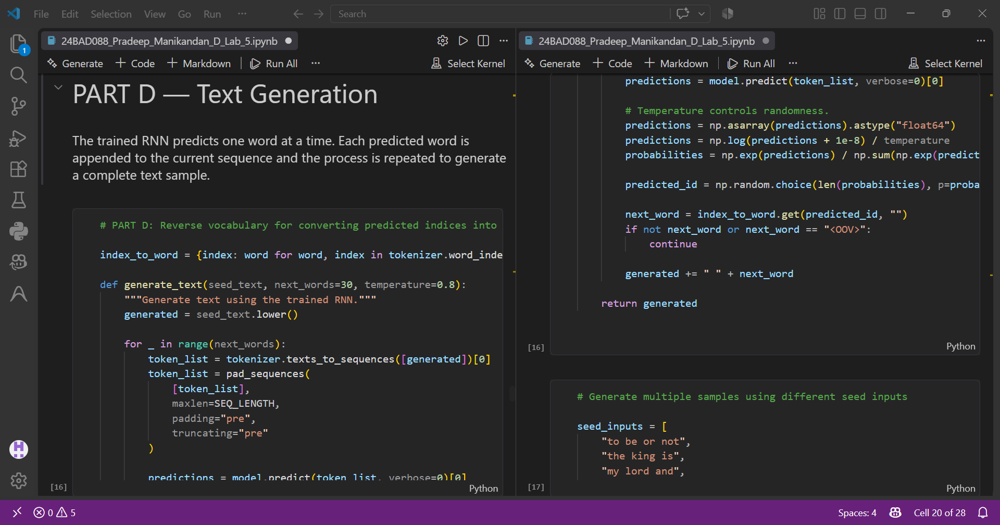 File Edit Selection View Go Run ··· Search
24BAD088_Pradeep_Manikandan_D_Lab_5.ipynb
Generate + Code + Markdown Run All ··· Select Kernel
1
PART D — Text Generation
The trained RNN predicts one word at a time. Each predicted word is
appended to the current sequence and the process is repeated to generate
a complete text sample.
# PART D: Reverse vocabulary for converting predicted indices into
index_to_word = {index: word for word, index in tokenizer.word_inde
def generate_text(seed_text, next_words=30, temperature=0.8):
"""Generate text using the trained RNN."""
generated = seed_text.lower()
for _ in range(next_words):
token_list = tokenizer.texts_to_sequences([generated])[0]
token_list = pad_sequences(
[token_list],
maxlen=SEQ_LENGTH,
padding="pre",
truncating="pre"
)
predictions = model.predict(token_list, verbose=0)[0]
[16]
Python
24BAD088_Pradeep_Manikandan_D_Lab_5.ipynb
Generate + Code + Markdown Run All ··· Select Kernel
predictions = model.predict(token_list, verbose=0)[0]
# Temperature controls randomness.
predictions = np.asarray(predictions).astype("float64")
predictions = np.log(predictions + 1e-8) / temperature
probabilities = np.exp(predictions) / np.sum(np.exp(predict
predicted_id = np.random.choice(len(probabilities), p=proba
next_word = index_to_word.get(predicted_id, "")
if not next_word or next_word == "<OOV>":
continue
generated += " " + next_word
return generated
[16]
Python
# Generate multiple samples using different seed inputs
seed_inputs = [
"to be or not",
"the king is",
"my lord and",
[17]
Python
0 5 Spaces: 4 Cell 20 of 28